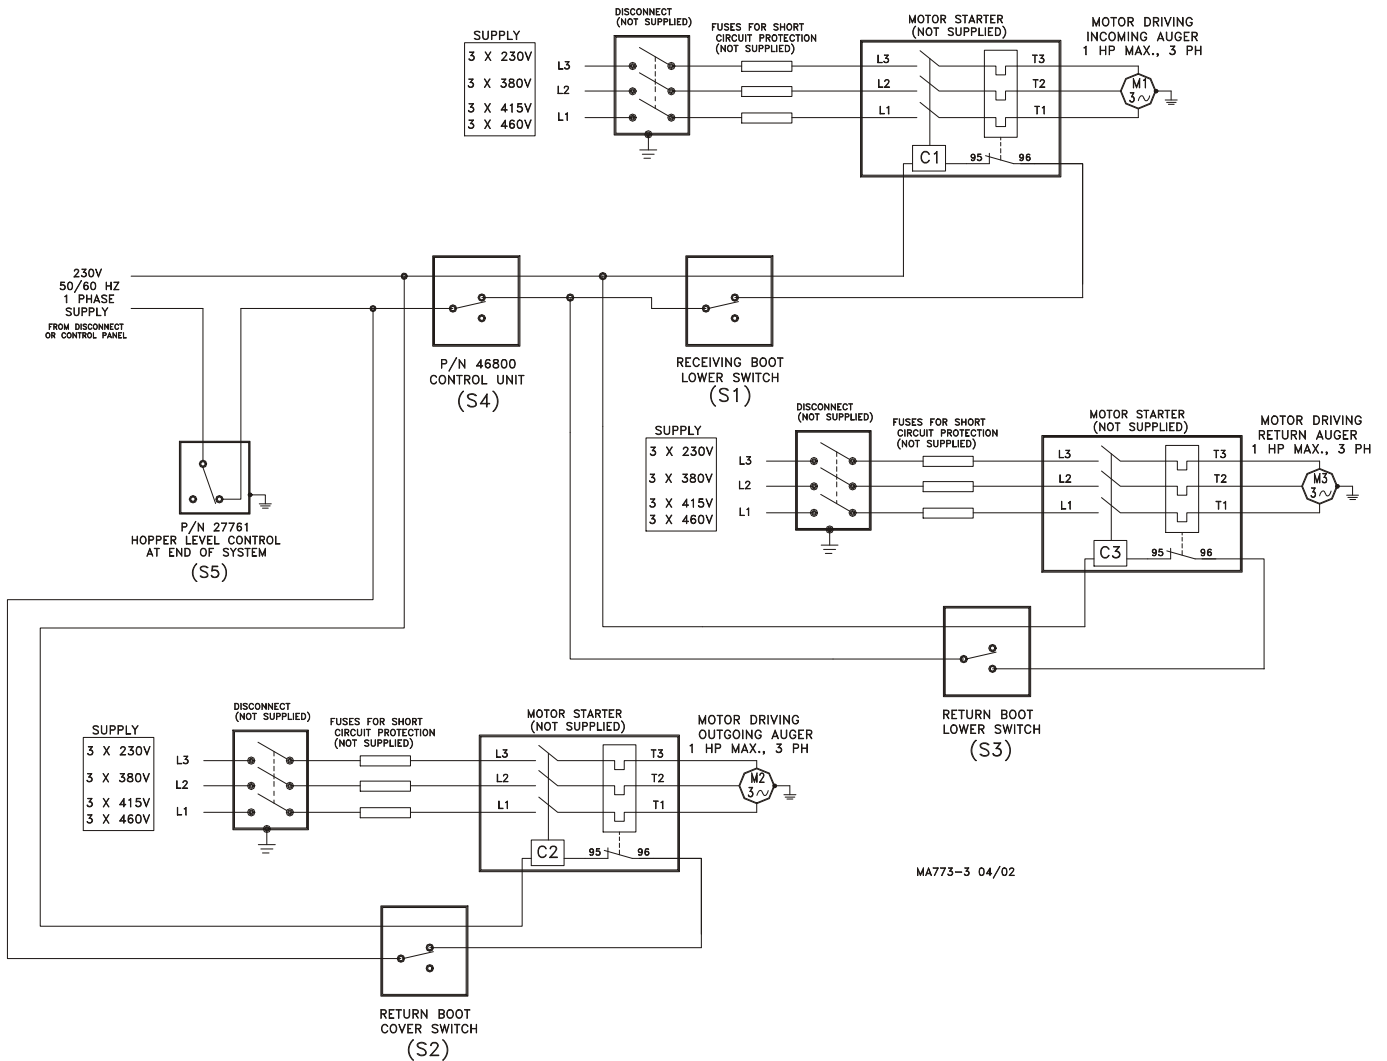 DISCONNECT
(NOT SUPPLIED)
FUSES FOR SHORT
CIRCUIT PROTECTION
(NOT SUPPLIED)
MOTOR STARTER
(NOT SUPPLIED)
MOTOR DRIVING
INCOMING AUGER
1 HP MAX., 3 PH
SUPPLY
3 X 230V
3 X 380V
3 X 415V
3 X 460V
L3
L2
L1
L3
L2
L1
T3
T2
T1
M1
3~
C1
95
96
230V
50/60 HZ
1 PHASE
SUPPLY
FROM DISCONNECT
OR CONTROL PANEL
P/N 46800
CONTROL UNIT
(S4)
RECEIVING BOOT
LOWER SWITCH
(S1)
P/N 27761
HOPPER LEVEL CONTROL
AT END OF SYSTEM
(S5)
DISCONNECT
(NOT SUPPLIED)
FUSES FOR SHORT
CIRCUIT PROTECTION
(NOT SUPPLIED)
MOTOR STARTER
(NOT SUPPLIED)
MOTOR DRIVING
RETURN AUGER
1 HP MAX., 3 PH
SUPPLY
3 X 230V
3 X 380V
3 X 415V
3 X 460V
L3
L2
L1
L3
L2
L1
T3
T2
T1
M3
3~
C3
95
96
RETURN BOOT
LOWER SWITCH
(S3)
DISCONNECT
(NOT SUPPLIED)
FUSES FOR SHORT
CIRCUIT PROTECTION
(NOT SUPPLIED)
MOTOR STARTER
(NOT SUPPLIED)
MOTOR DRIVING
OUTGOING AUGER
1 HP MAX., 3 PH
SUPPLY
3 X 230V
3 X 380V
3 X 415V
3 X 460V
L3
L2
L1
L3
L2
L1
T3
T2
T1
M2
3~
C2
95
96
MA773-3 04/02
RETURN BOOT
COVER SWITCH
(S2)